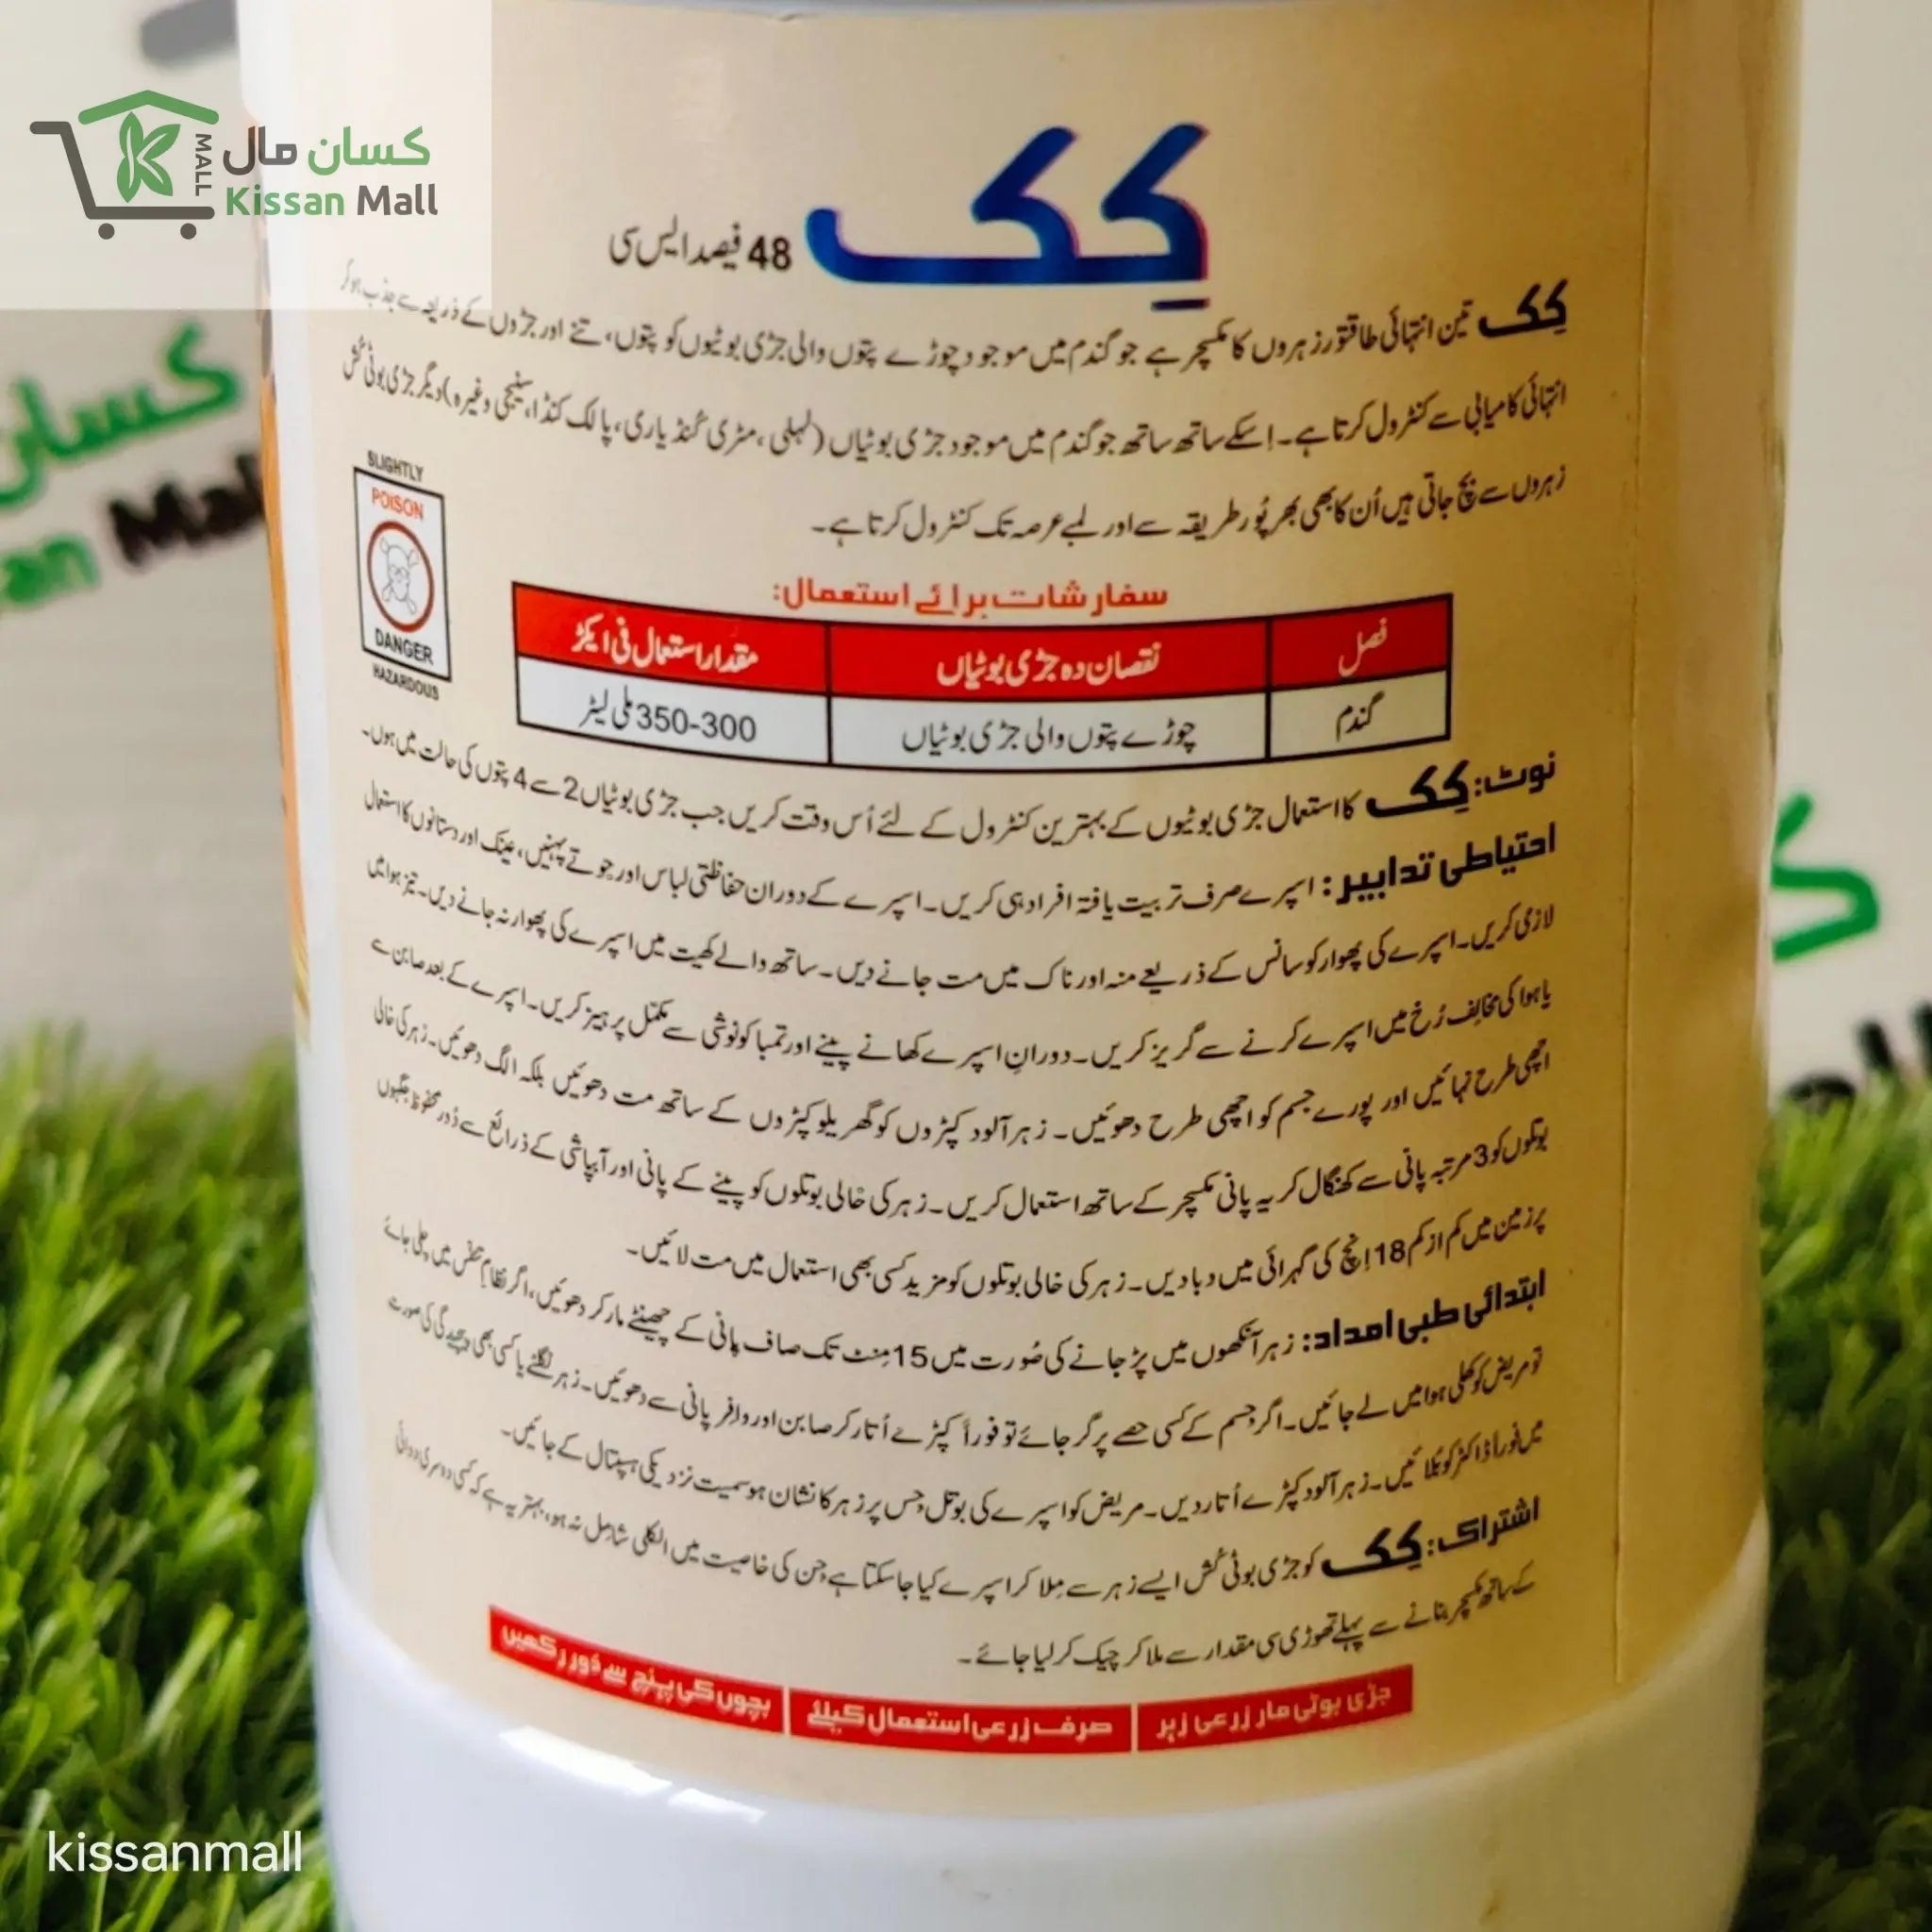 کسان مال
Kissan Mall
MALL
کسان
Mal
an
کِک 48 فیصد ایس سی
کِک تین انتہائی طاقتور زہروں کا مکسچر ہے جو گندم میں موجود چوڑے پتوں والی جڑی بوٹیوں کو پتوں، تنے اور جڑوں کے ذریعہ سے جذب ہو کر
انتہائی کامیابی سے کنٹرول کرتا ہے۔ اِسکے ساتھ ساتھ جو گندم میں موجود جڑی بوٹیاں (لہلی، مٹری گنڈیاری، پالک کنڈا، سینجی وغیرہ) دیگر جڑی بوٹی کُش
زہروں سے بچ جاتی ہیں اُن کا بھی بھر پُور طریقہ سے اور لمبے عرصہ تک کنٹرول کرتا ہے۔
SLIGHTLY
POISON
DANGER
HAZARDOUS
سفارشات برائے استعمال:
فصل نقصان دہ جڑی بوٹیاں مقدار استعمال فی ایکڑ
گندم چوڑے پتوں والی جڑی بوٹیاں 350-300 ملی لیٹر
نوٹ: کِک کا استعمال جڑی بوٹیوں کے بہترین کنٹرول کے لئے اُس وقت کریں جب جڑی بوٹیاں 2 سے 4 پتوں کی حالت میں ہوں۔
احتیاطی تدابیر: اسپرے صرف تربیت یافتہ افراد ہی کریں۔ اسپرے کے دوران حفاظتی لباس اور جوتے پہنیں، عینک اور دستانوں کا استعمال
لازمی کریں۔ اسپرے کی پھوار کو سانس کے ذریعے منہ اور ناک میں مت جانے دیں۔ ساتھ والے کھیت میں اسپرے کی پھوار نہ جانے دیں۔ تیز ہوا میں
یا ہوا کی مخالف رُخ میں اسپرے کرنے سے گریز کریں۔ دورانِ اسپرے کھانے پینے اور تمباکو نوشی سے مکمّل پرہیز کریں۔ اسپرے کے بعد صابن سے
اچھی طرح نہائیں اور پورے جسم کو اچھی طرح دھوئیں۔ زہر آلود کپڑوں کو گھریلو کپڑوں کے ساتھ مت دھوئیں بلکہ الگ دھوئیں۔ زہر کی خالی
بوتلوں کو 3 مرتبہ پانی سے کھنگال کر یہ پانی مکسچر کے ساتھ استعمال کریں۔ زہر کی خالی بوتلوں کو پینے کے پانی اور آبپاشی کے ذرائع سے دُور محفوظ جگہوں
پر زمین میں کم از کم 18 اِنچ کی گہرائی میں دبا دیں۔ زہر کی خالی بوتلوں کو مزید کسی بھی استعمال میں مت لائیں۔
ابتدائی طبی امداد: زہر آنکھوں میں پڑ جانے کی صُورت میں 15 مِنٹ تک صاف پانی کے چھینٹے مار کر دھوئیں، اگر نظامِ تنفس میں چلی جائے
تو مریض کو کھلی ہوا میں لے جائیں۔ اگر جسم کے کسی حصے پر گر جائے تو فوراً کپڑے اُتار کر صابن اور وافر پانی سے دھوئیں۔ زہر نگلنے یا کسی بھی پیچیدگی کی صورت
میں فوراً ڈاکٹر کو بُلائیں۔ زہر آلود کپڑے اُتار دیں۔ مریض کو اسپرے کی بوتل جس پر زہر کا نشان ہو سمیت نزدیکی ہسپتال لے جائیں۔
اشتراک: کِک کو جڑی بوٹی کُش ایسے زہر سے مِلا کر اسپرے کیا جا سکتا ہے جن کی خاصیت میں الکلی شامِل نہ ہو، بہتر یہ ہے کہ کسی دوسری دوائی
کے ساتھ مکسچر بنانے سے پہلے تھوڑی سی مقدار سے ملا کر چیک کر لیا جائے۔
جڑی بوٹی مار زرعی زہر صرف زرعی استعمال کیلئے بچوں کی پہنچ سے دُور رکھیں
kissanmall